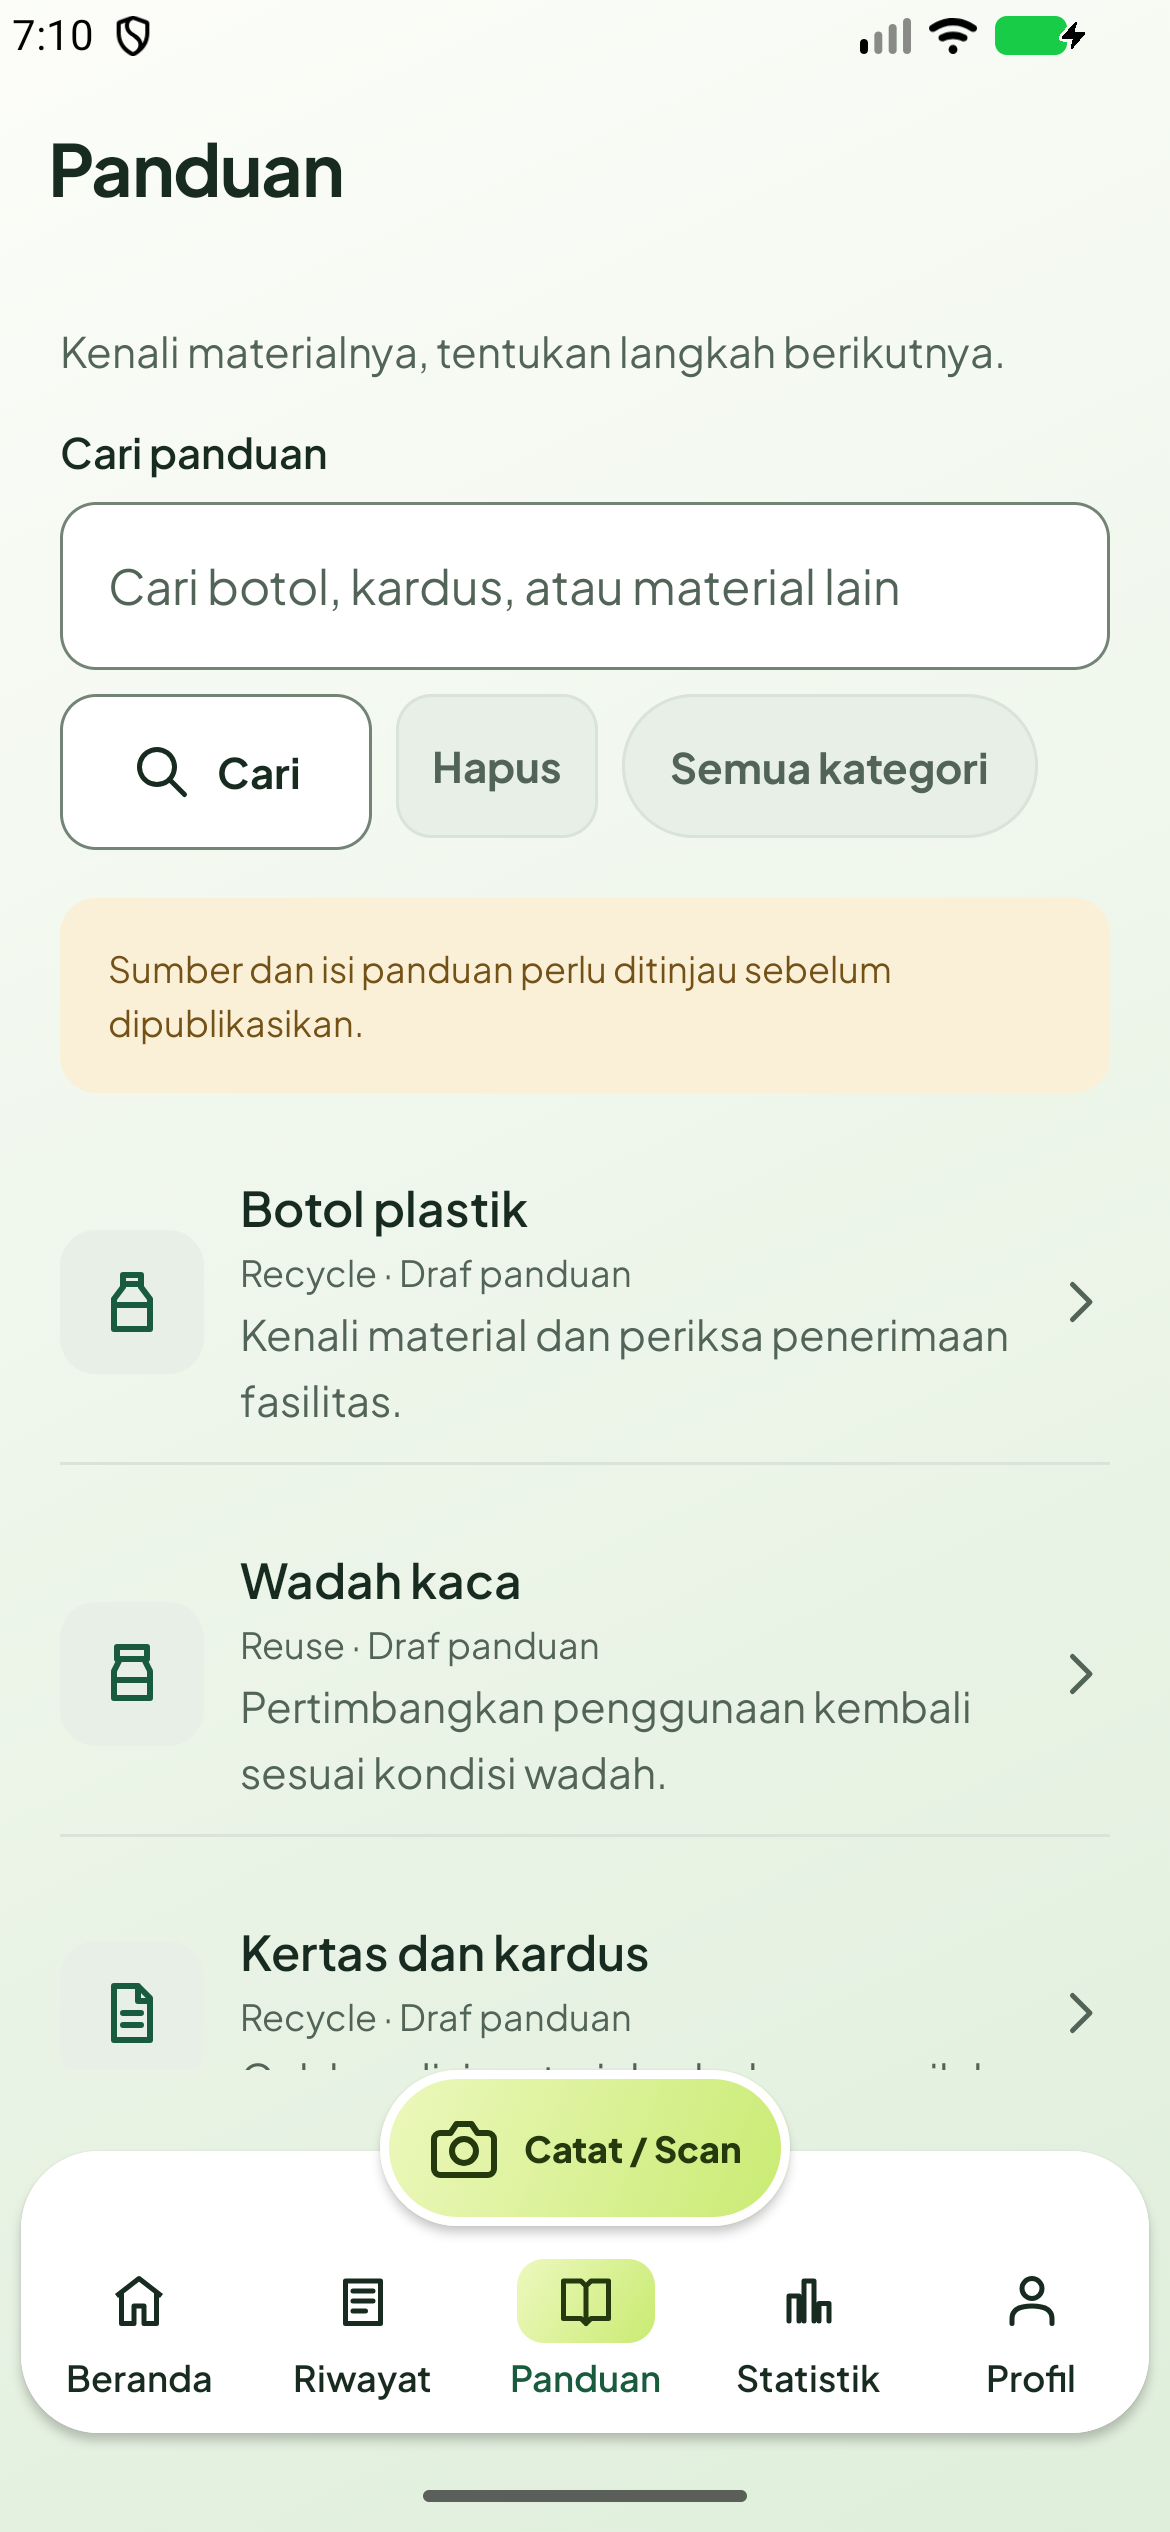 7:10
Panduan
Kenali materialnya, tentukan langkah berikutnya.
Cari panduan
Cari botol, kardus, atau material lain
Cari
Hapus
Semua kategori
Sumber dan isi panduan perlu ditinjau sebelum
dipublikasikan.
Botol plastik
Recycle · Draf panduan
Kenali material dan periksa penerimaan
fasilitas.
Wadah kaca
Reuse · Draf panduan
Pertimbangkan penggunaan kembali
sesuai kondisi wadah.
Kertas dan kardus
Recycle · Draf panduan
Catat / Scan
Beranda
Riwayat
Panduan
Statistik
Profil